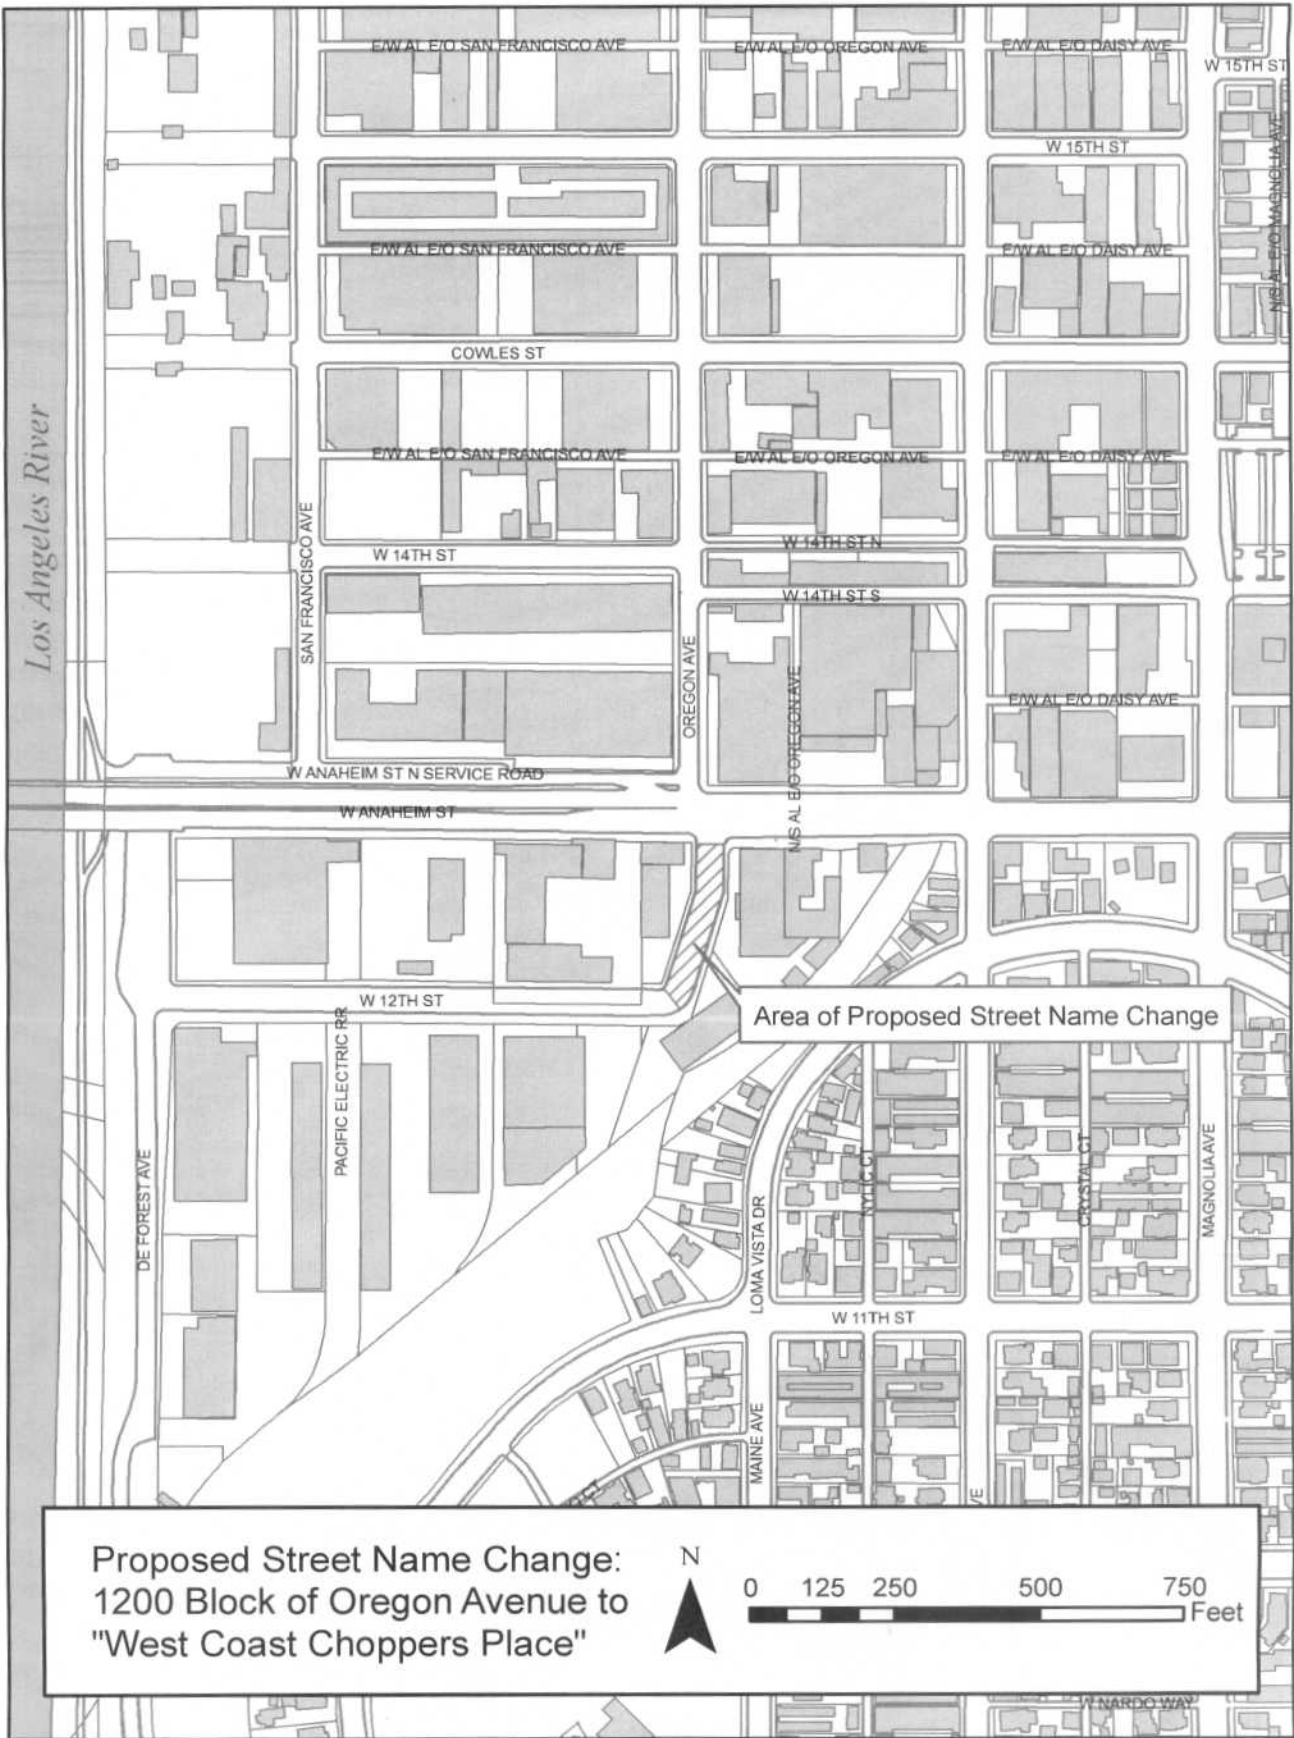 E/W AL E/O SAN FRANCISCO AVE
E/W AL E/O OREGON AVE
E/W AL E/O DAISY AVE
W 15TH ST
W 15TH ST
N/S AL E/O MAGNOLIA AVE
E/W AL E/O SAN FRANCISCO AVE
E/W AL E/O DAISY AVE
COWLES ST
Los Angeles River
E/W AL E/O SAN FRANCISCO AVE
E/W AL E/O OREGON AVE
E/W AL E/O DAISY AVE
SAN FRANCISCO AVE
W 14TH ST
W 14TH ST N
W 14TH ST S
OREGON AVE
N/S AL E/O OREGON AVE
E/W AL E/O DAISY AVE
W ANAHEIM ST N SERVICE ROAD
W ANAHEIM ST
W 12TH ST
Area of Proposed Street Name Change
PACIFIC ELECTRIC RR
DE FOREST AVE
LOMA VISTA DR
NYLIC CT
CRYSTAL CT
MAGNOLIA AVE
W 11TH ST
MAINE AVE
VE
Proposed Street Name Change:
1200 Block of Oregon Avenue to
"West Coast Choppers Place"
N
0 125 250 500 750
Feet
W NARDO WAY